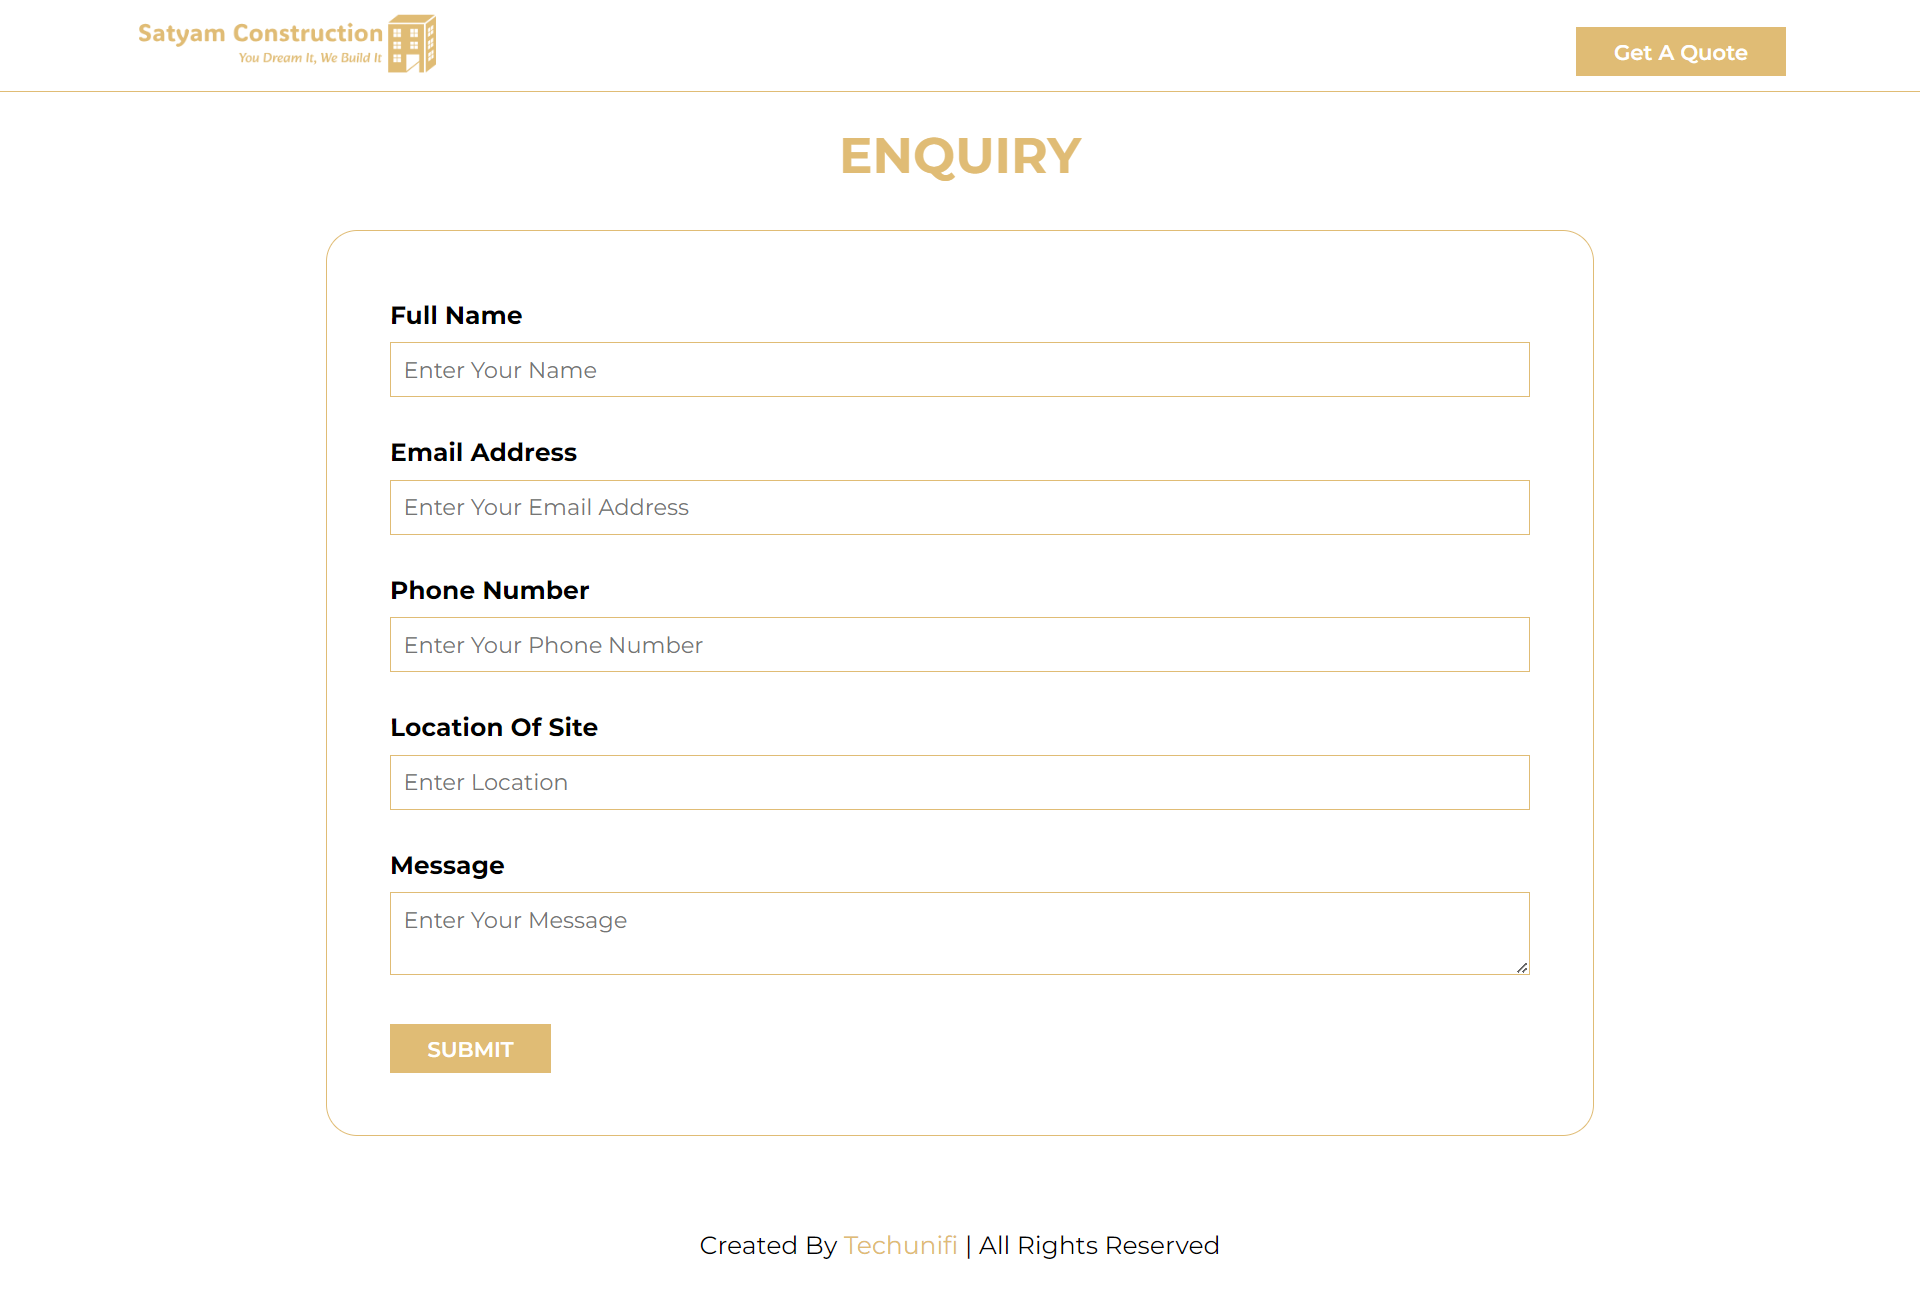 Satyam Construction
You Dream It, We Build It
Get A Quote
ENQUIRY
Full Name
Enter Your Name
Email Address
Enter Your Email Address
Phone Number
Enter Your Phone Number
Location Of Site
Enter Location
Message
Enter Your Message
SUBMIT
Created By Techunifi | All Rights Reserved